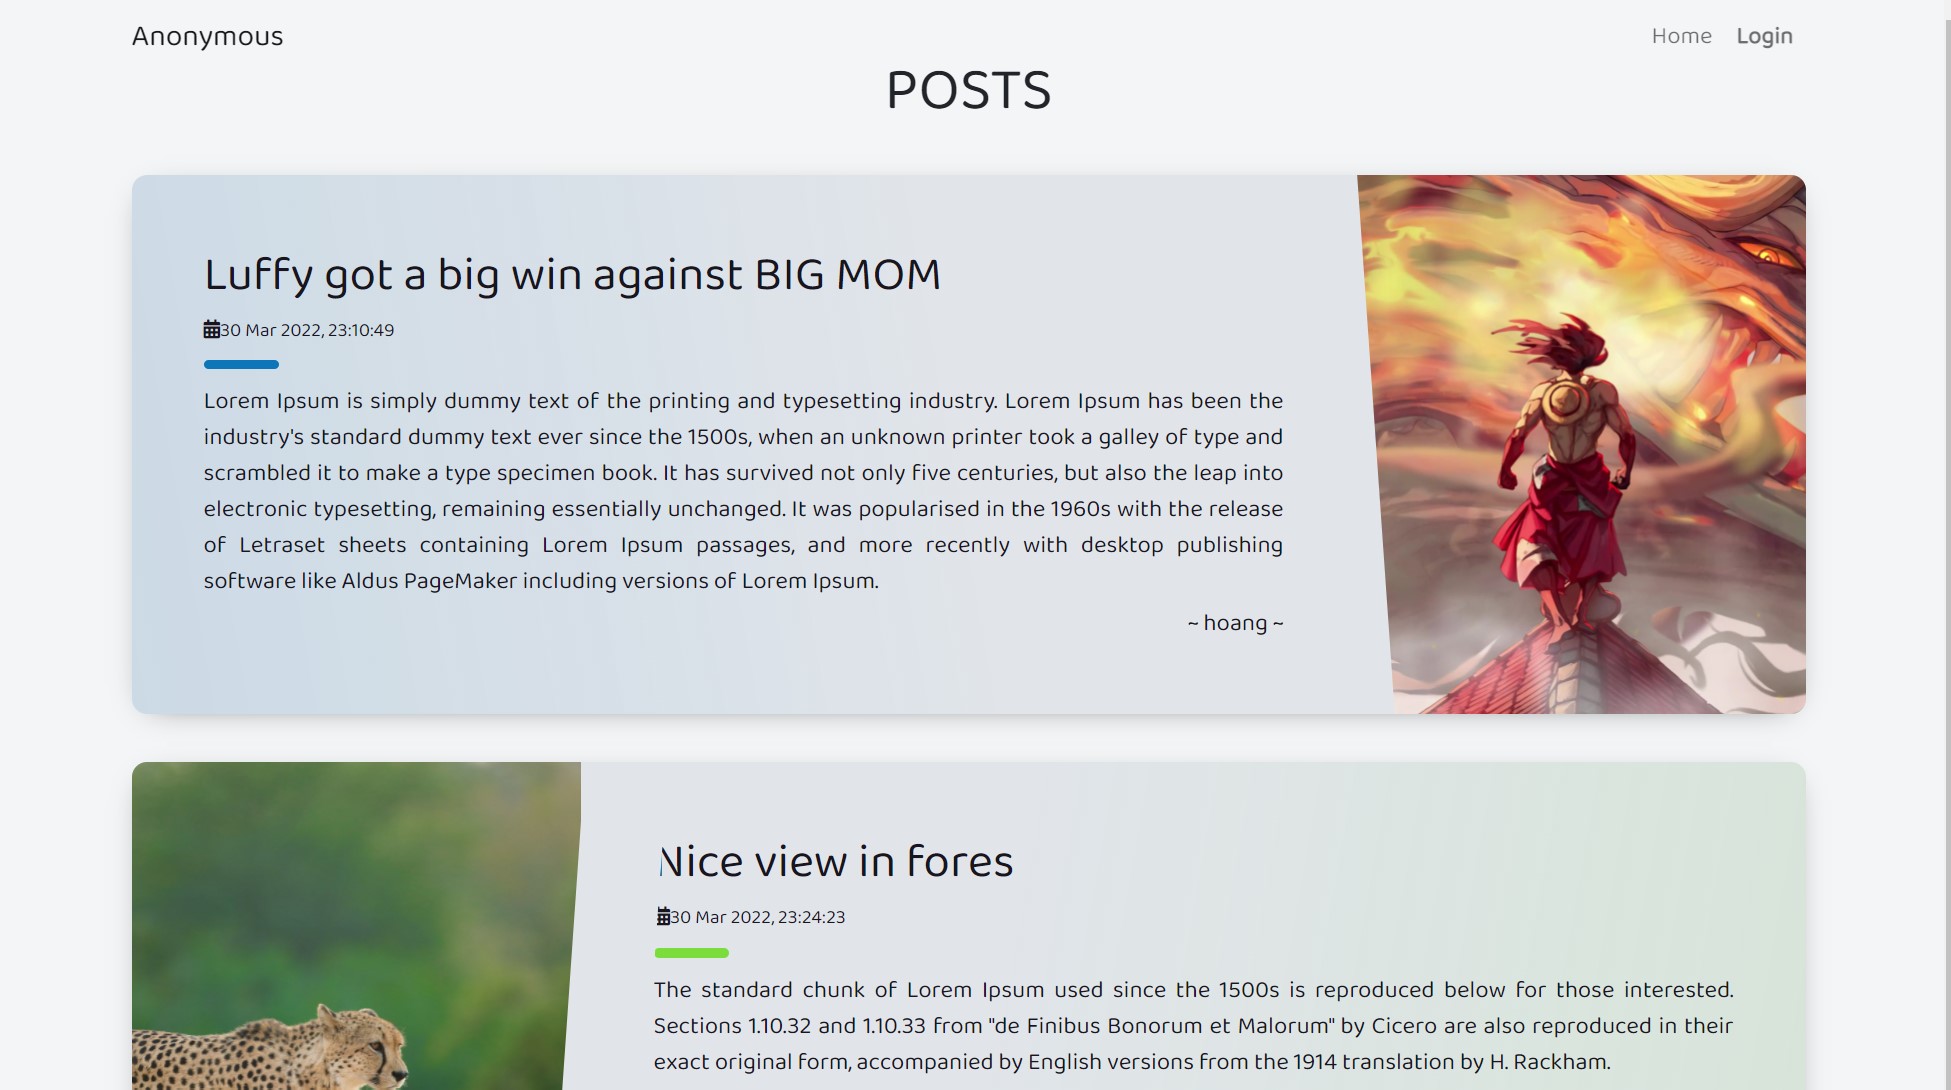 Anonymous
Home Login
POSTS
Luffy got a big win against BIG MOM
30 Mar 2022, 23:10:49
Lorem Ipsum is simply dummy text of the printing and typesetting industry. Lorem Ipsum has been the
industry's standard dummy text ever since the 1500s, when an unknown printer took a galley of type and
scrambled it to make a type specimen book. It has survived not only five centuries, but also the leap into
electronic typesetting, remaining essentially unchanged. It was popularised in the 1960s with the release
of Letraset sheets containing Lorem Ipsum passages, and more recently with desktop publishing
software like Aldus PageMaker including versions of Lorem Ipsum.
~ hoang ~
Nice view in fores
30 Mar 2022, 23:24:23
The standard chunk of Lorem Ipsum used since the 1500s is reproduced below for those interested.
Sections 1.10.32 and 1.10.33 from "de Finibus Bonorum et Malorum" by Cicero are also reproduced in their
exact original form, accompanied by English versions from the 1914 translation by H. Rackham.